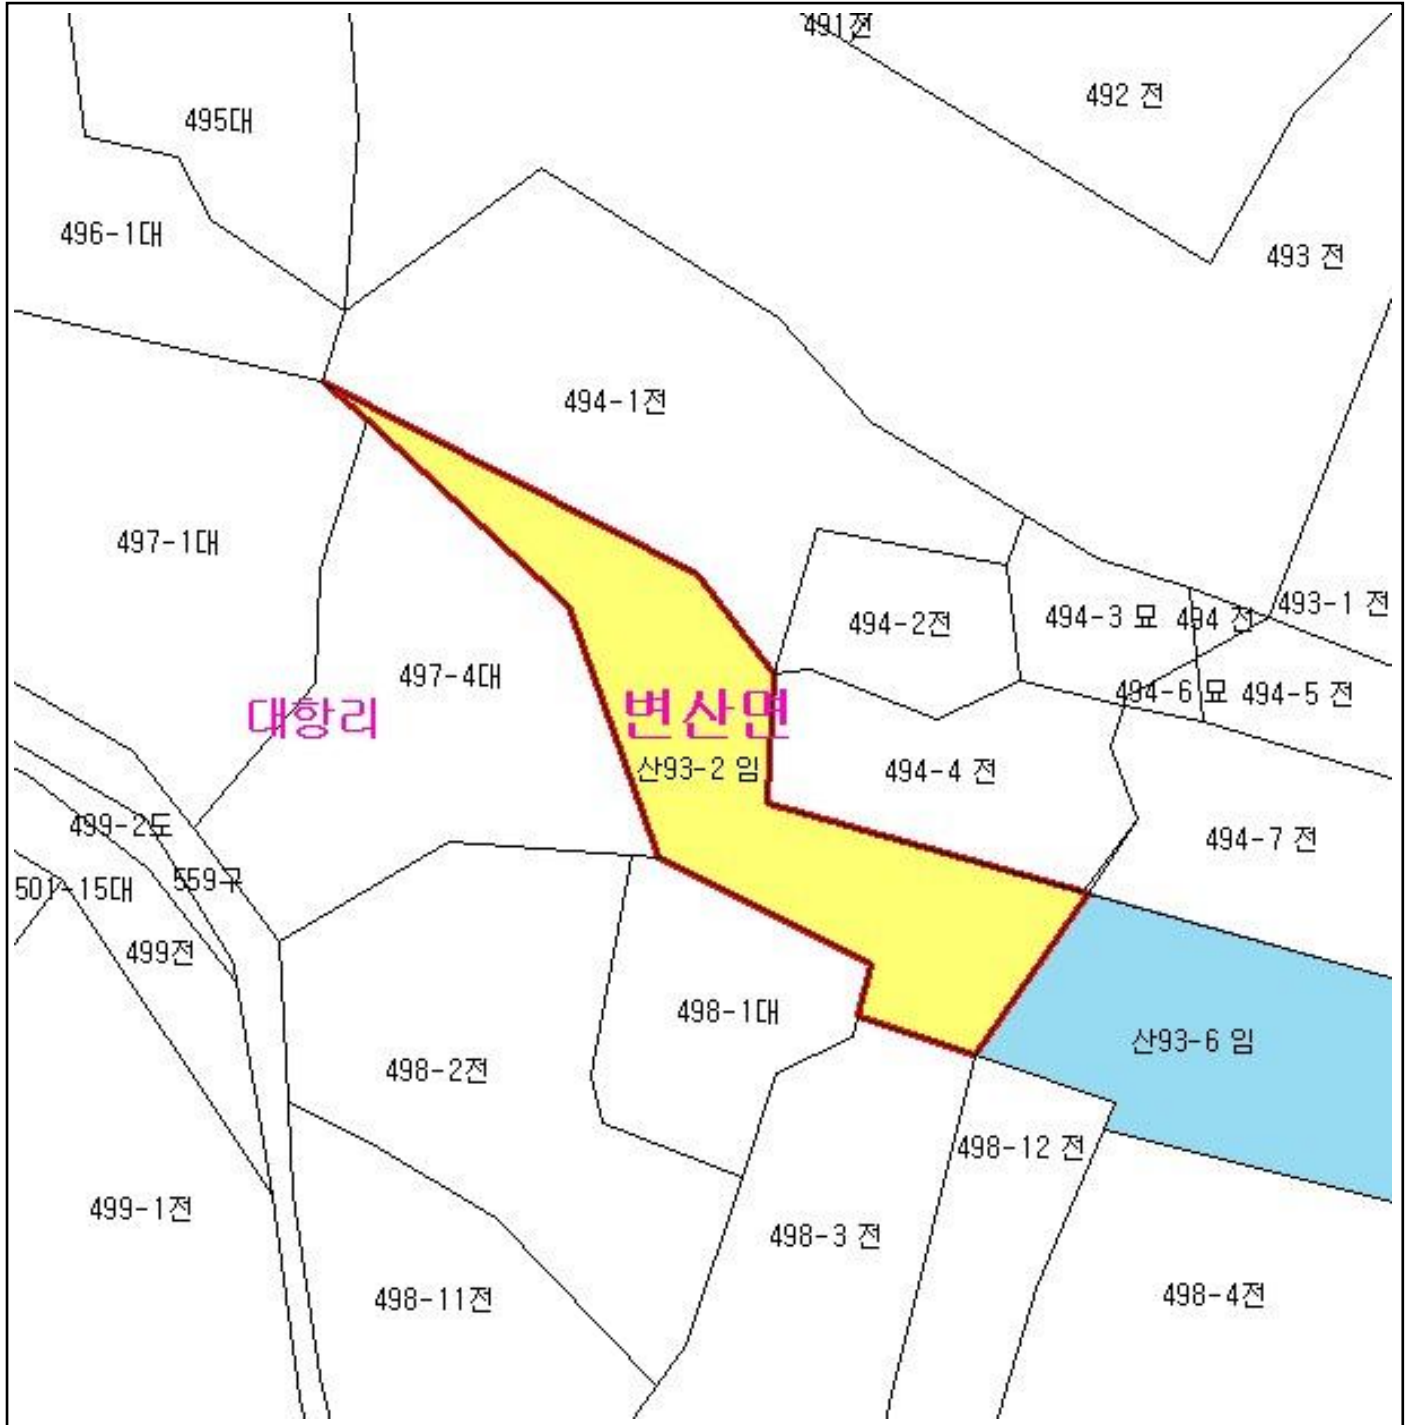 491전
492 전
495대
496-1대
493 전
494-1전
497-1대
493-1 전
494-2전
494-3 묘
494 전
497-4대
494-6 묘
494-5 전
대항리
변산면
산93-2 임
494-4 전
499-2도
494-7 전
559구
501-15대
499전
498-1대
산93-6 임
498-2전
498-12 전
499-1전
498-3 전
498-11전
498-4전